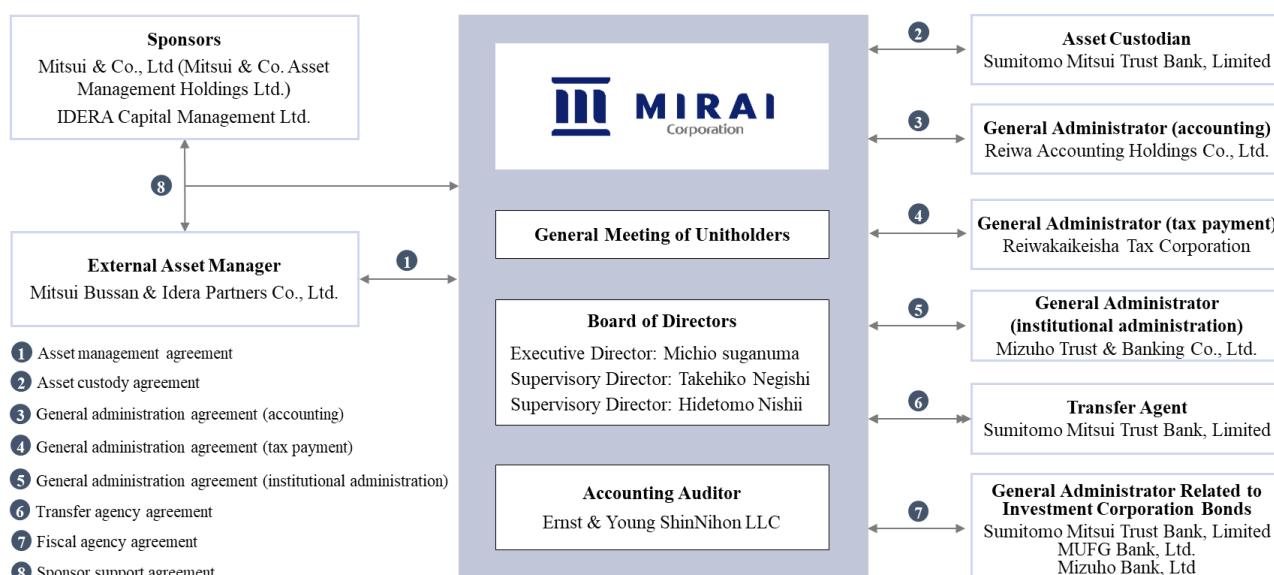 Sponsors
Mitsui & Co., Ltd (Mitsui & Co. Asset
Management Holdings Ltd.)
IDERA Capital Management Ltd.
8
External Asset Manager
Mitsui Bussan & Idera Partners Co., Ltd.
1
1 Asset management agreement
2 Asset custody agreement
3 General administration agreement (accounting)
4 General administration agreement (tax payment)
5 General administration agreement (institutional administration)
6 Transfer agency agreement
7 Fiscal agency agreement
8 Sponsor support agreement
MIRAI
Corporation
General Meeting of Unitholders
Board of Directors
Executive Director: Michio suganuma
Supervisory Director: Takehiko Negishi
Supervisory Director: Hidetomo Nishii
Accounting Auditor
Ernst & Young ShinNihon LLC
2
Asset Custodian
Sumitomo Mitsui Trust Bank, Limited
3
General Administrator (accounting)
Reiwa Accounting Holdings Co., Ltd.
4
General Administrator (tax payment)
Reiwakaikeisha Tax Corporation
5
General Administrator
(institutional administration)
Mizuho Trust & Banking Co., Ltd.
6
Transfer Agent
Sumitomo Mitsui Trust Bank, Limited
7
General Administrator Related to
Investment Corporation Bonds
Sumitomo Mitsui Trust Bank, Limited
MUFG Bank, Ltd.
Mizuho Bank, Ltd